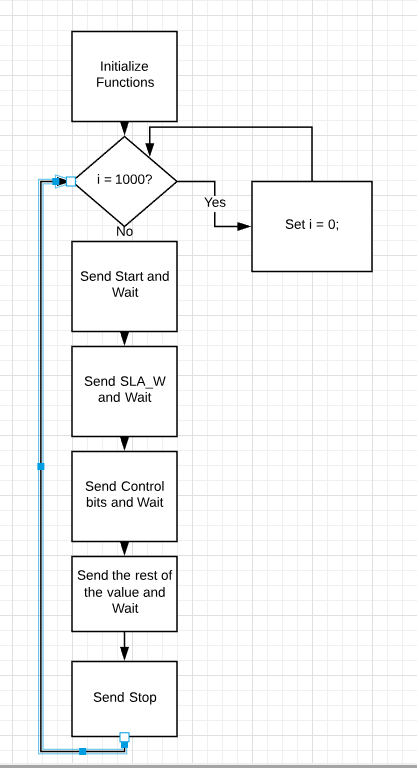 Initialize
Functions
i = 1000?
Yes
Set i = 0;
No
Send Start and
Wait
Send SLA_W
and Wait
Send Control
bits and Wait
Send the rest of
the value and
Wait
Send Stop